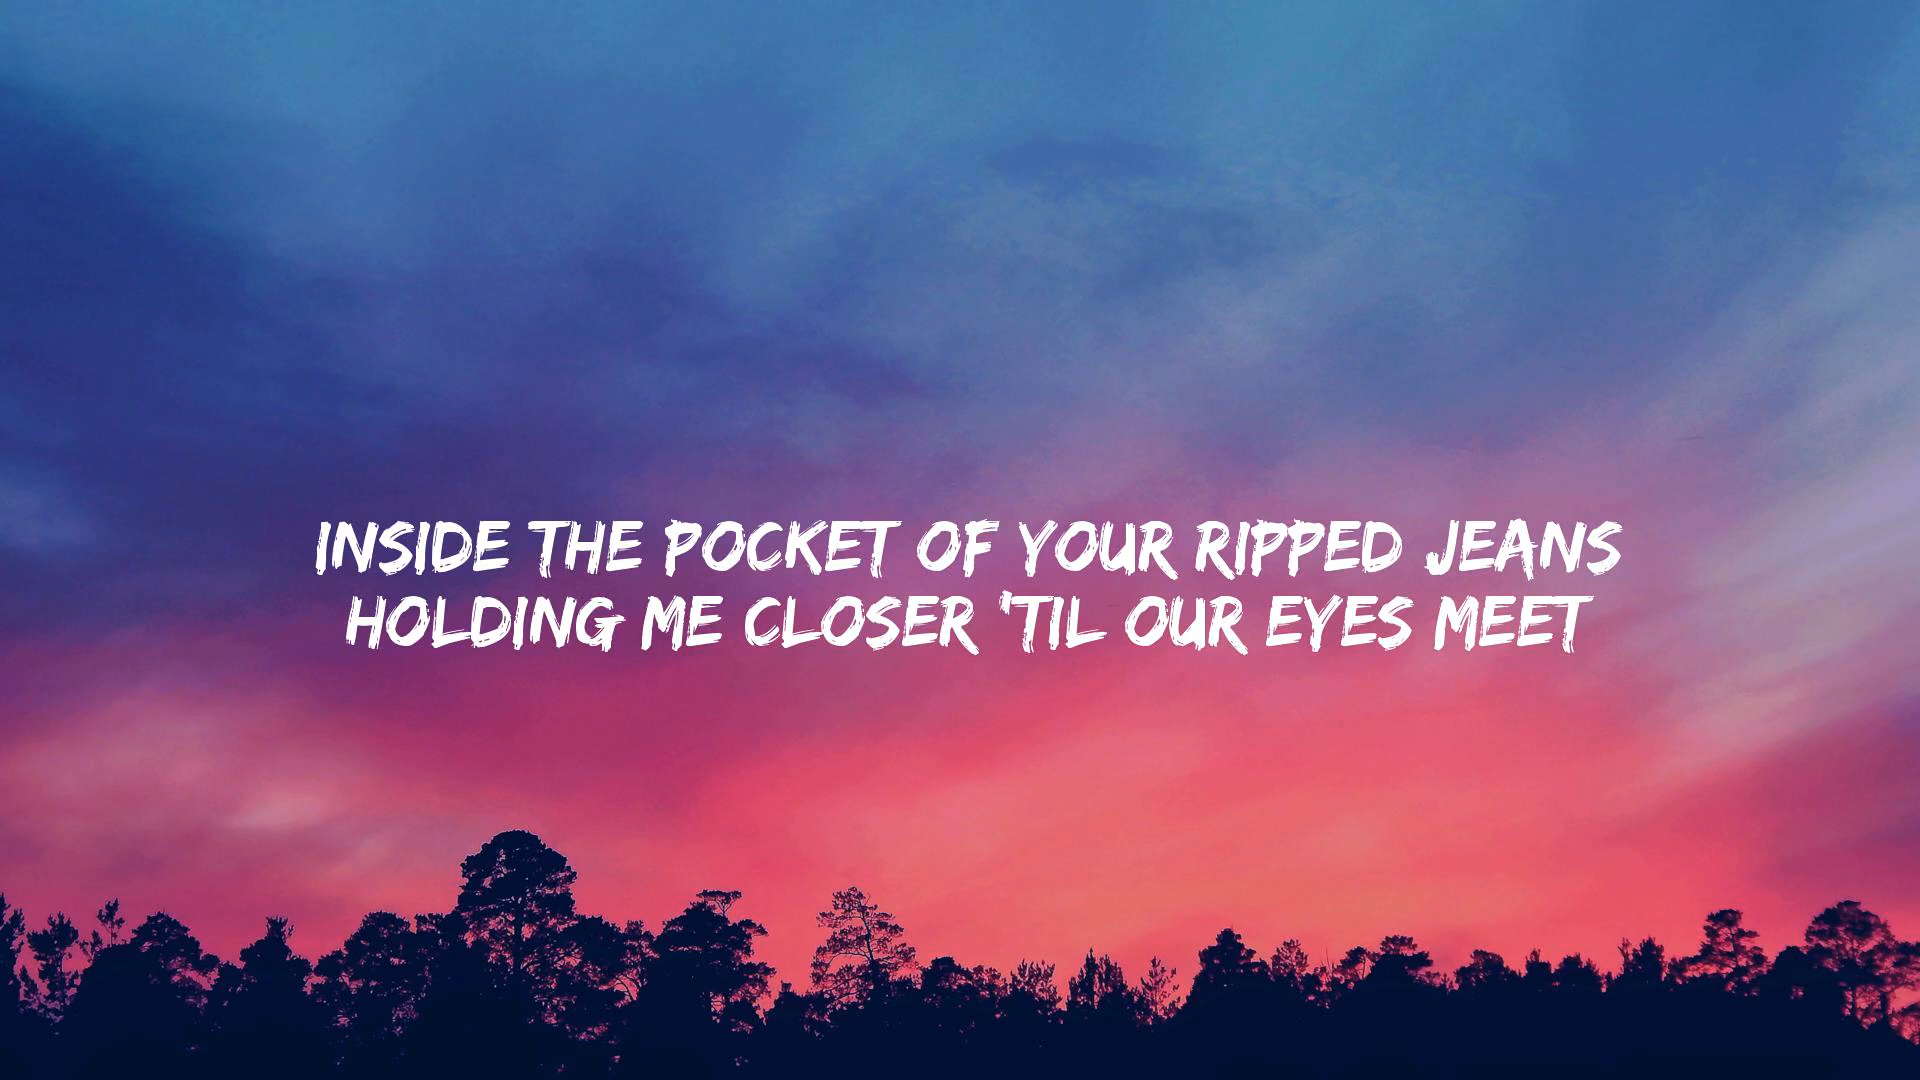 INSIDE THE POCKET OF YOUR RIPPED JEANS
HOLDING ME CLOSER 'TIL OUR EYES MEET